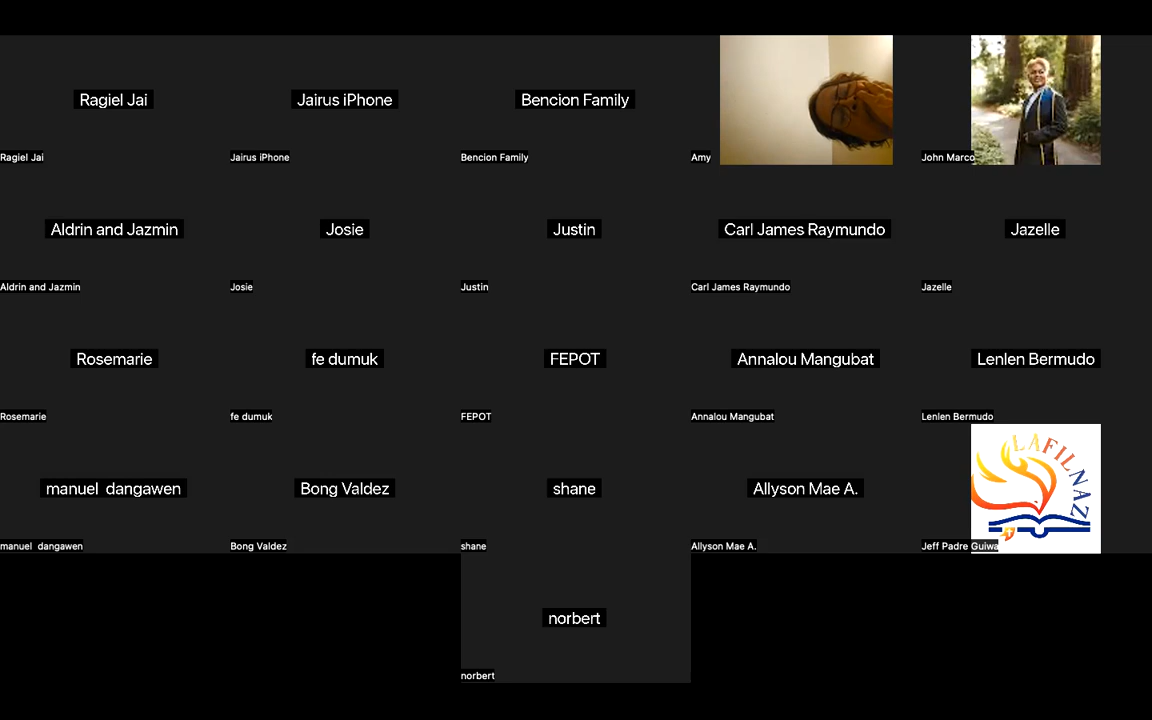 Ragiel Jai
Jairus iPhone
Bencion Family
Ragiel Jai
Jairus iPhone
Bencion Family
Amy
John Marco
Aldrin and Jazmin
Josie
Justin
Carl James Raymundo
Jazelle
Aldrin and Jazmin
Josie
Justin
Carl James Raymundo
Jazelle
Rosemarie
fe dumuk
FEPOT
Annalou Mangubat
Lenlen Bermudo
Rosemarie
fe dumuk
FEPOT
Annalou Mangubat
Lenlen Bermudo
LAFILNAZ
manuel dangawen
Bong Valdez
shane
Allyson Mae A.
manuel dangawen
Bong Valdez
shane
Allyson Mae A.
Jeff Padre Guiwa
norbert
norbert